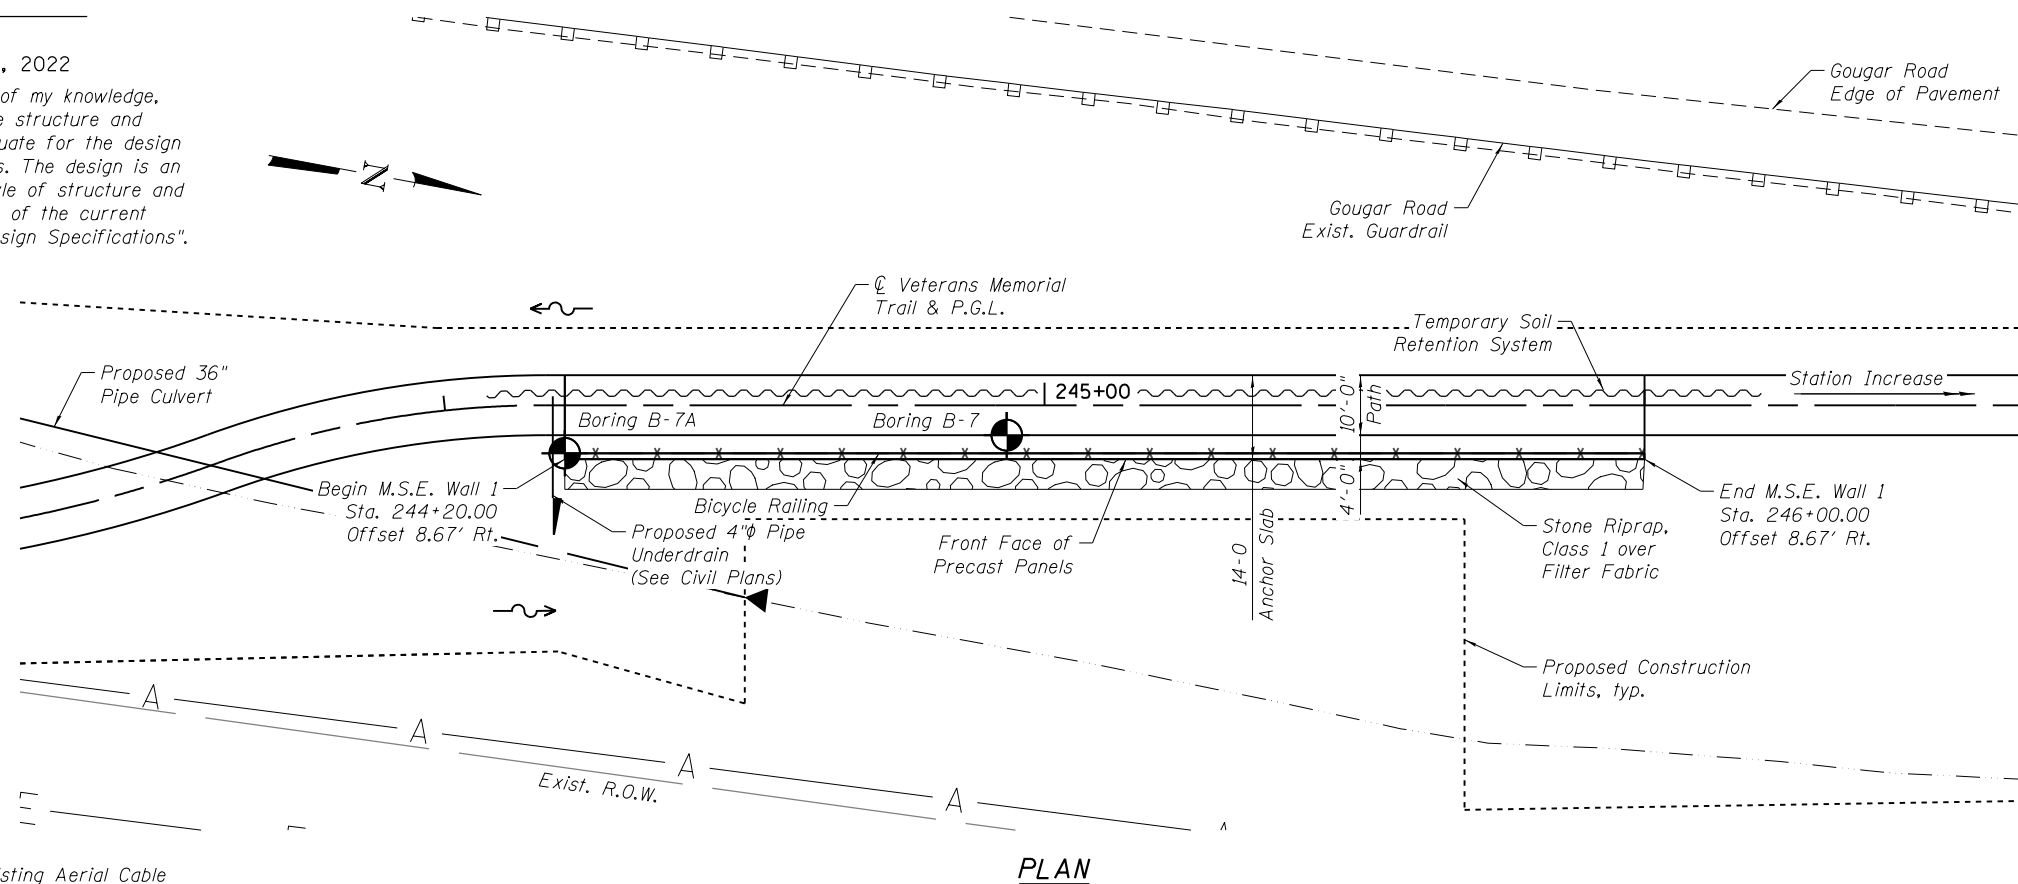 , 2022
of my knowledge,
structure and
for the design
The design is an
of structure and
of the current
Specifications".
N
Gougar Road
Edge of Pavement
Gougar Road
Exist. Guardrail
℄ Veterans Memorial
Trail & P.G.L.
Temporary Soil
Retention System
Proposed 36"
Pipe Culvert
Station Increase
245+00
10'-0"
Path
Boring B-7A
Boring B-7
Begin M.S.E. Wall 1
Sta. 244+20.00
Offset 8.67' Rt.
Bicycle Railing
Proposed 4"ϕ Pipe
Underdrain
(See Civil Plans)
Front Face of
Precast Panels
14-0
Anchor Slab
4'-0"
Stone Riprap,
Class 1 over
Filter Fabric
End M.S.E. Wall 1
Sta. 246+00.00
Offset 8.67' Rt.
Proposed Construction
Limits, typ.
A
A
A
A
Exist. R.O.W.
PLAN
Aerial Cable